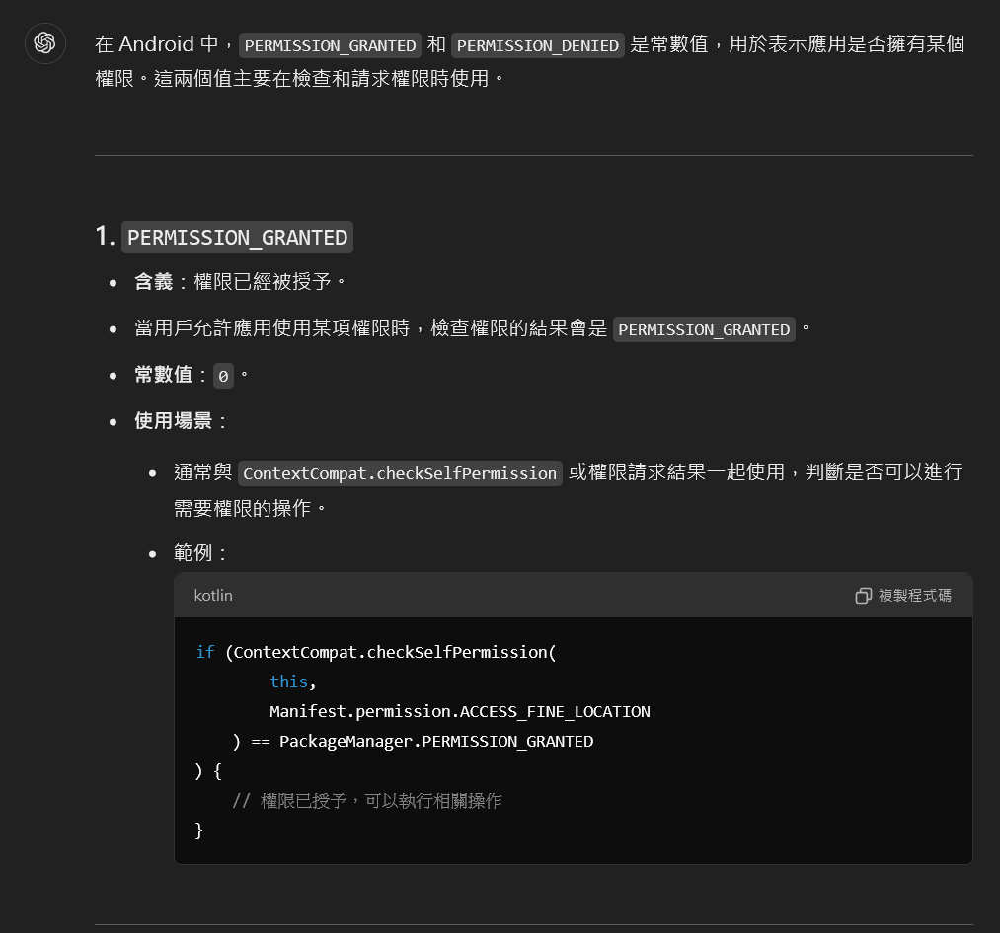 在 Android 中，PERMISSION_GRANTED 和 PERMISSION_DENIED 是常數值，用於表示應用是否擁有某個
權限。這兩個值主要在檢查和請求權限時使用。
1. PERMISSION_GRANTED
• 含義：權限已經被授予。
• 當用戶允許應用使用某項權限時，檢查權限的結果會是 PERMISSION_GRANTED 。
• 常數值：0 。
• 使用場景：
• 通常與 ContextCompat.checkSelfPermission 或權限請求結果一起使用，判斷是否可以進行
需要權限的操作。
• 範例：
kotlin 複製程式碼
if (ContextCompat.checkSelfPermission(
        this,
        Manifest.permission.ACCESS_FINE_LOCATION
    ) == PackageManager.PERMISSION_GRANTED
) {
    // 權限已授予，可以執行相關操作
}